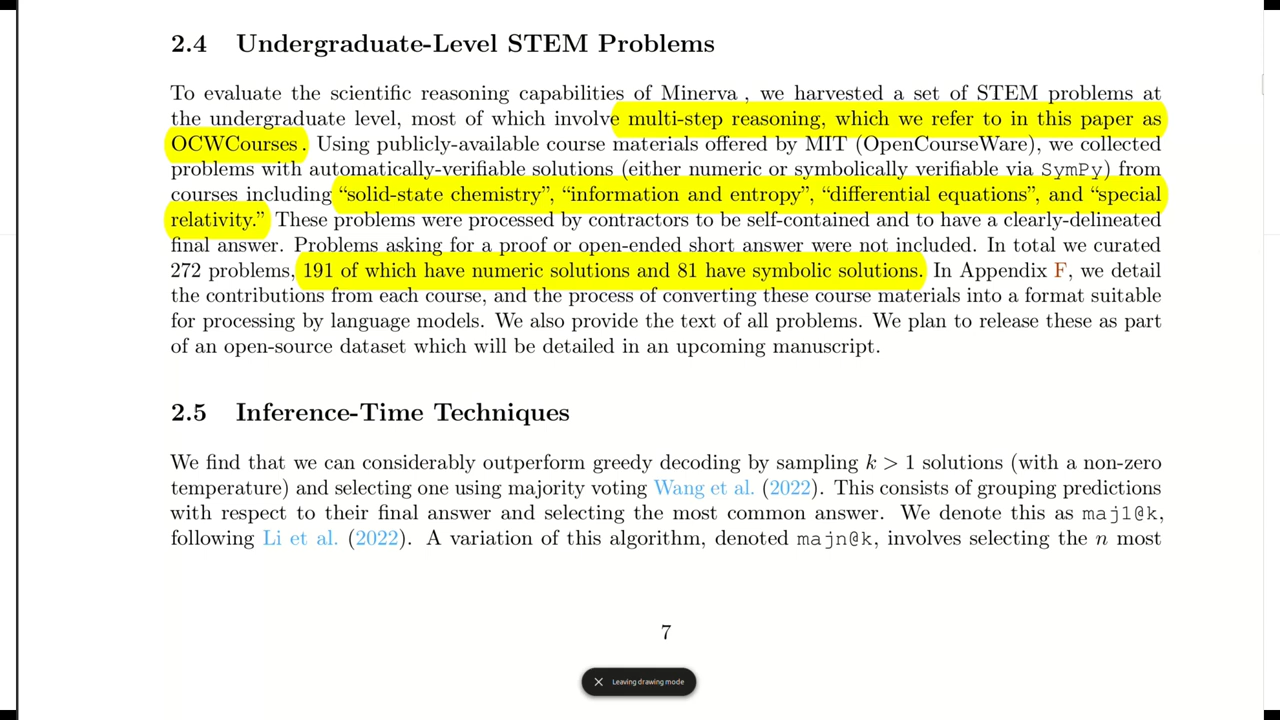 2.4 Undergraduate-Level STEM Problems
To evaluate the scientific reasoning capabilities of Minerva , we harvested a set of STEM problems at
the undergraduate level, most of which involve multi-step reasoning, which we refer to in this paper as
OCWCourses . Using publicly-available course materials offered by MIT (OpenCourseWare), we collected
problems with automatically-verifiable solutions (either numeric or symbolically verifiable via SymPy) from
courses including “solid-state chemistry”, “information and entropy”, “differential equations”, and “special
relativity.” These problems were processed by contractors to be self-contained and to have a clearly-delineated
final answer. Problems asking for a proof or open-ended short answer were not included. In total we curated
272 problems, 191 of which have numeric solutions and 81 have symbolic solutions. In Appendix F, we detail
the contributions from each course, and the process of converting these course materials into a format suitable
for processing by language models. We also provide the text of all problems. We plan to release these as part
of an open-source dataset which will be detailed in an upcoming manuscript.
2.5 Inference-Time Techniques
We find that we can considerably outperform greedy decoding by sampling k > 1 solutions (with a non-zero
temperature) and selecting one using majority voting Wang et al. (2022). This consists of grouping predictions
with respect to their final answer and selecting the most common answer. We denote this as maj1@k,
following Li et al. (2022). A variation of this algorithm, denoted majn@k, involves selecting the n most
7
Leaving drawing mode